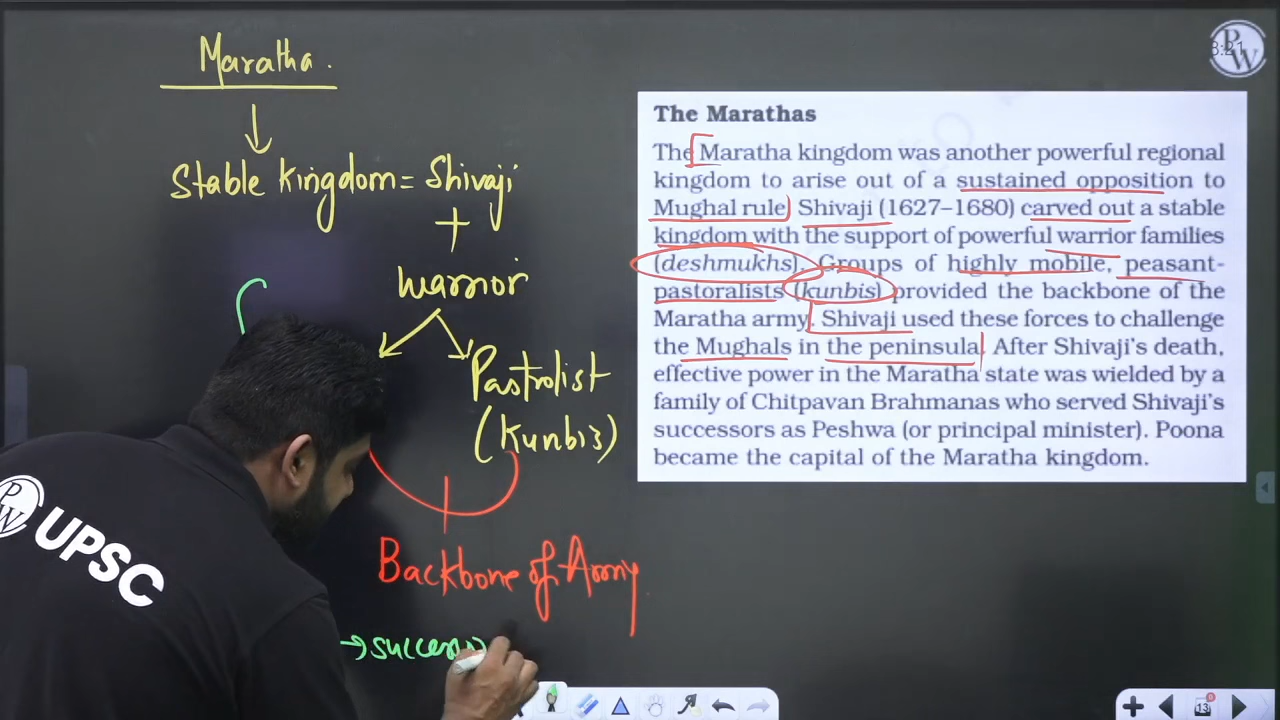 Maratha.
Stable Kingdom = Shivaji
+
Warrior
Pastrolist
(Kunbis)
Backbone of Army
→ success
PW
UPSC
PW
3:21
The Marathas
The Maratha kingdom was another powerful regional
kingdom to arise out of a sustained opposition to
Mughal rule. Shivaji (1627–1680) carved out a stable
kingdom with the support of powerful warrior families
(deshmukhs). Groups of highly mobile, peasant-
pastoralists (kunbis) provided the backbone of the
Maratha army. Shivaji used these forces to challenge
the Mughals in the peninsula. After Shivaji's death,
effective power in the Maratha state was wielded by a
family of Chitpavan Brahmanas who served Shivaji's
successors as Peshwa (or principal minister). Poona
became the capital of the Maratha kingdom.
13